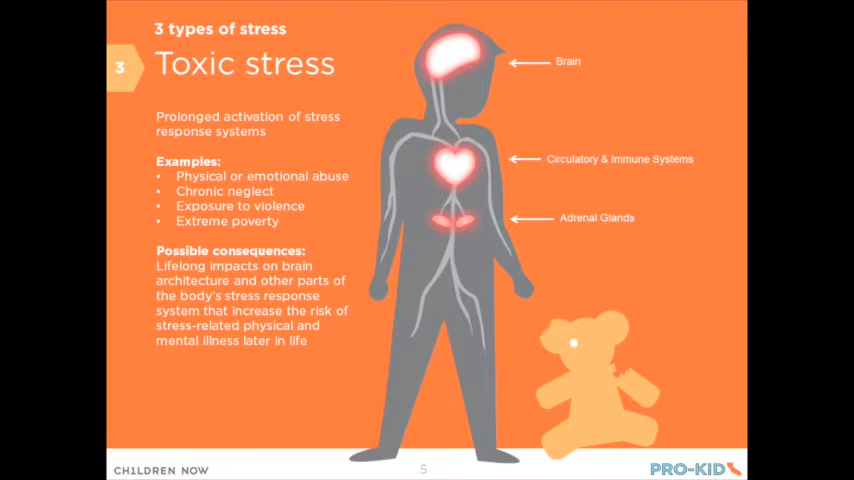 3 types of stress
3
Toxic stress
Prolonged activation of stress
response systems
Examples:
• Physical or emotional abuse
• Chronic neglect
• Exposure to violence
• Extreme poverty
Possible consequences:
Lifelong impacts on brain
architecture and other parts of
the body's stress response
system that increase the risk of
stress-related physical and
mental illness later in life
Brain
Circulatory & Immune Systems
Adrenal Glands
CH1LDREN NOW
5
PRO-KID